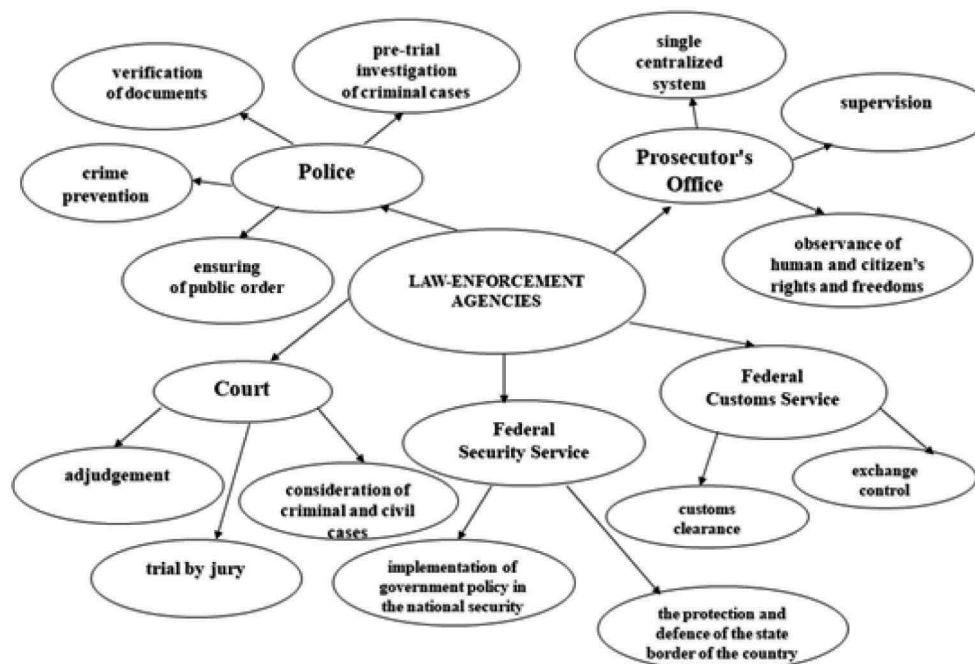 pre-trial
investigation
of criminal cases
single
centralized
system
verification
of documents
supervision
Police
Prosecutor's
Office
crime
prevention
ensuring
of public order
LAW-ENFORCEMENT
AGENCIES
observance of
human and citizen's
rights and freedoms
Court
Federal
Customs Service
Federal
Security Service
adjudgement
consideration of
criminal and civil
cases
exchange
control
customs
clearance
trial by jury
implementation of
government policy in
the national security
the protection and
defence of the state
border of the country